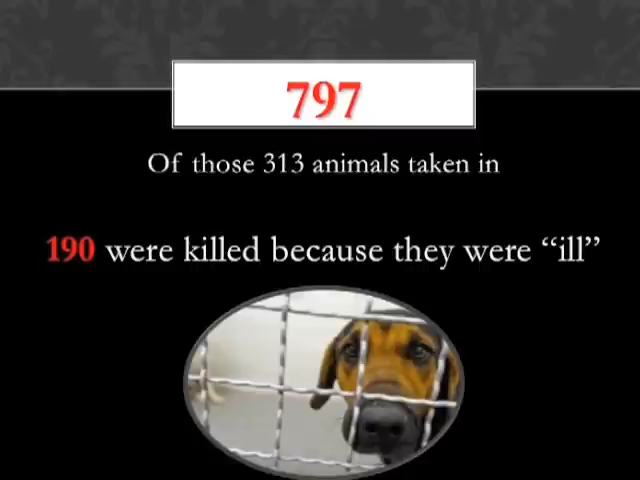 797
Of those 313 animals taken in
190 were killed because they were “ill”